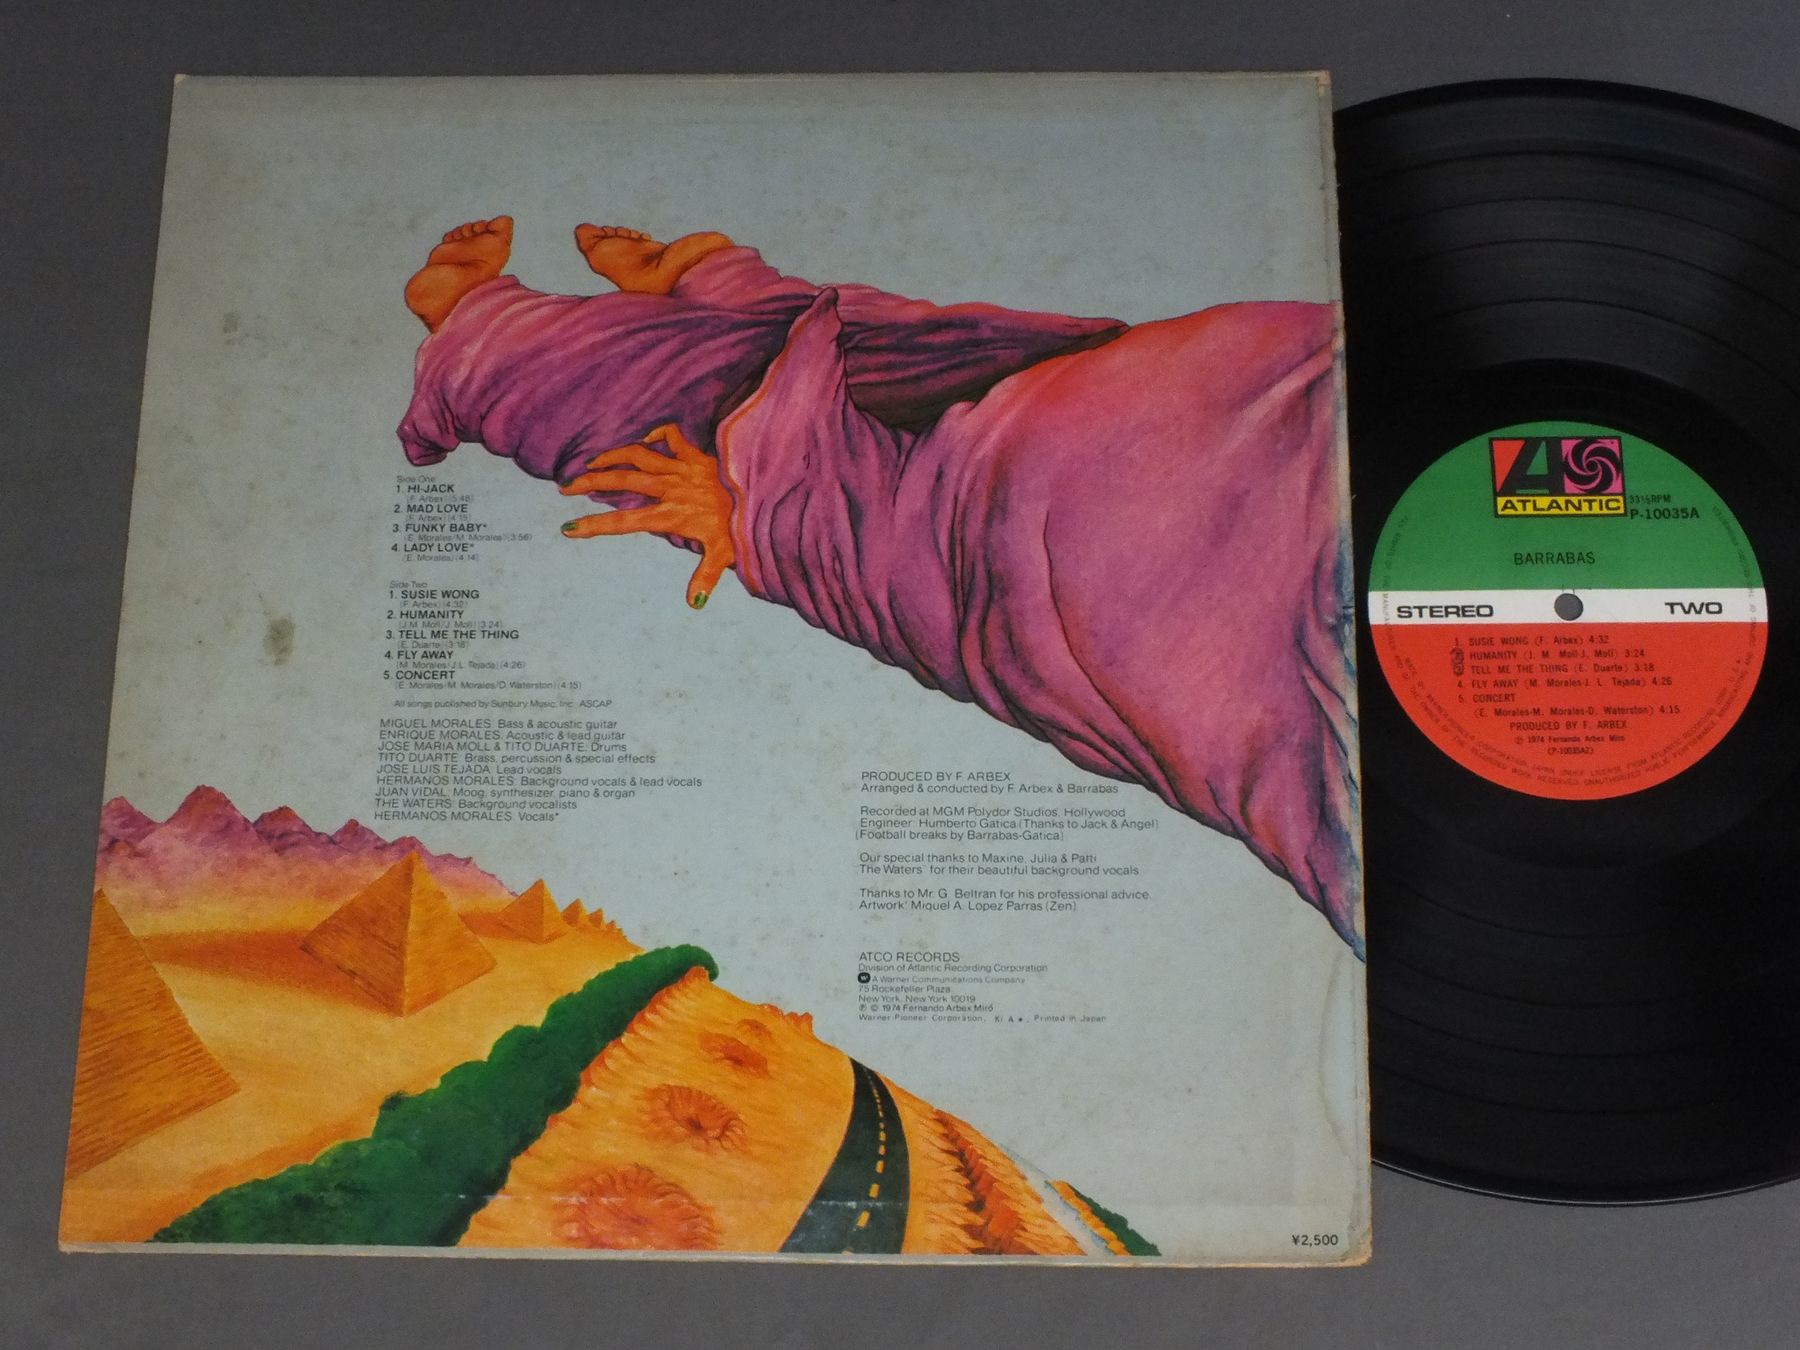 Side One
1. HI-JACK
(F. Arbex) (5:48)
2. MAD LOVE
(F. Arbex) (4:15)
3. FUNKY BABY*
(E. Morales/M. Morales) (3:56)
4. LADY LOVE*
(E. Morales) (4:14)
Side Two
1. SUSIE WONG
(F. Arbex) (4:32)
2. HUMANITY
(J.M. Moll/J. Moll) (3:24)
3. TELL ME THE THING
(E. Duarte) (3:18)
4. FLY AWAY
(M. Morales/J.L. Tejada) (4:26)
5. CONCERT
(E. Morales/M. Morales/D. Waterston) (4:15)
All songs published by Sunbury Music, Inc. ASCAP
MIGUEL MORALES: Bass & acoustic guitar
ENRIQUE MORALES: Acoustic & lead guitar
JOSE MARIA MOLL & TITO DUARTE: Drums
TITO DUARTE: Brass, percussion & special effects
JOSE LUIS TEJADA: Lead vocals
HERMANOS MORALES: Background vocals & lead vocals
JUAN VIDAL: Moog, synthesizer, piano & organ
THE WATERS: Background vocalists
HERMANOS MORALES: Vocals*
PRODUCED BY F. ARBEX
Arranged & conducted by F. Arbex & Barrabas
Recorded at MGM Polydor Studios, Hollywood
Engineer: Humberto Gatica (Thanks to Jack & Angel)
(Football breaks by Barrabas-Gatica)
Our special thanks to Maxine, Julia & Patti
"The Waters" for their beautiful background vocals
Thanks to Mr. G. Beltran for his professional advice.
Artwork: Miguel A. Lopez Parras (Zen)
ATCO RECORDS
Division of Atlantic Recording Corporation
A Warner Communications Company
75 Rockefeller Plaza
New York, New York 10019
℗ © 1974 Fernando Arbex Miró
Warner-Pioneer Corporation, Ki A ★, Printed in Japan
¥2,500
ATLANTIC
33⅓RPM
P-10035A
BARRABAS
STEREO TWO
1. SUSIE WONG (F. Arbex) 4:32
2. HUMANITY (J. M. Moll-J. Moll) 3:24
3. TELL ME THE THING (E. Duarte) 3:18
4. FLY AWAY (M. Morales-J. L. Tejada) 4:26
5. CONCERT
(E. Morales-M. Morales-D. Waterston) 4:15
PRODUCED BY F. ARBEX
℗ 1974 Fernando Arbex Miro
(P-10035A2)